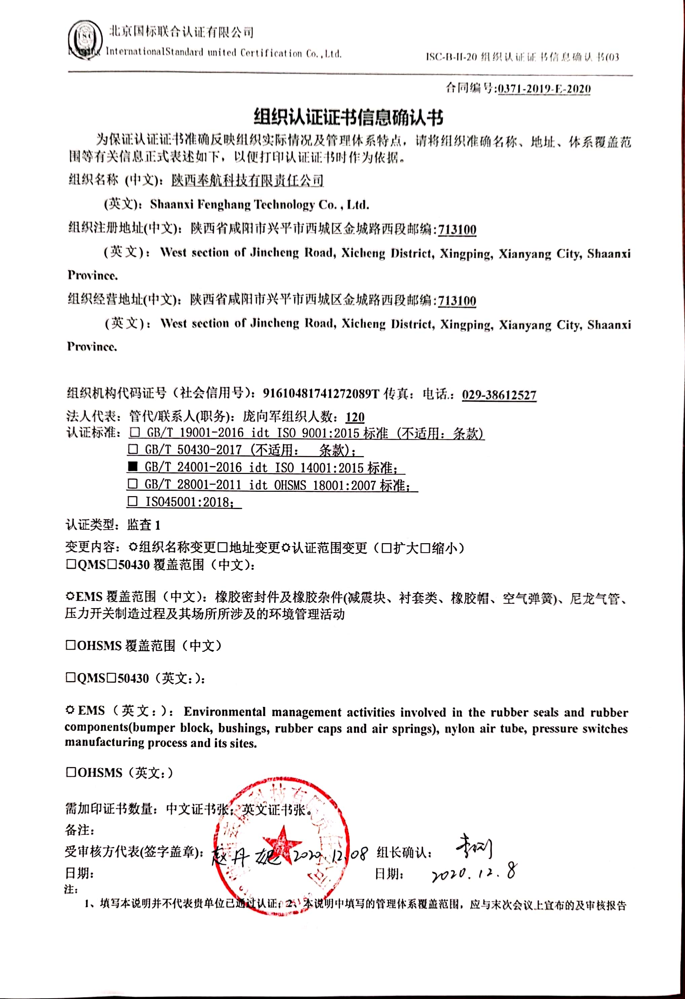 北京国标联合认证有限公司
Beijing InternationalStandard united Certification Co.,Ltd.
ISC-B-II-20 组织认证证书信息确认书(03
合同编号:0371-2019-E-2020
组织认证证书信息确认书
为保证认证证书准确反映组织实际情况及管理体系特点，请将组织准确名称、地址、体系覆盖范
围等有关信息正式表述如下，以便打印认证证书时作为依据。
组织名称 (中文)：陕西奉航科技有限责任公司
(英文)：Shaanxi Fenghang Technology Co. , Ltd.
组织注册地址(中文)：陕西省咸阳市兴平市西城区金城路西段邮编:713100
(英文)：West section of Jincheng Road, Xicheng District, Xingping, Xianyang City, Shaanxi
Province.
组织经营地址(中文)：陕西省咸阳市兴平市西城区金城路西段邮编:713100
(英文)：West section of Jincheng Road, Xicheng District, Xingping, Xianyang City, Shaanxi
Province.
组织机构代码证号（社会信用号）：91610481741272089T 传真： 电话.：029-38612527
法人代表：管代/联系人(职务)：庞向军组织人数：120
认证标准：□ GB/T 19001-2016 idt ISO 9001:2015 标准 (不适用：条款)
□ GB/T 50430-2017 (不适用： 条款)；
■ GB/T 24001-2016 idt ISO 14001:2015 标准；
□ GB/T 28001-2011 idt OHSMS 18001:2007 标准；
□ ISO45001:2018；
认证类型：监查 1
变更内容：✡组织名称变更□地址变更✡认证范围变更（□扩大□缩小）
□QMS□50430 覆盖范围（中文）：
✡EMS 覆盖范围（中文）：橡胶密封件及橡胶杂件(减震块、衬套类、橡胶帽、空气弹簧)、尼龙气管、
压力开关制造过程及其场所所涉及的环境管理活动
□OHSMS 覆盖范围（中文）
□QMS□50430（英文：）：
✡ EMS（英文：）：Environmental management activities involved in the rubber seals and rubber
components(bumper block, bushings, rubber caps and air springs), nylon air tube, pressure switches
manufacturing process and its sites.
□OHSMS（英文：）
需加印证书数量：中文证书张；英文证书张。
备注：
受审核方代表(签字盖章)：赵丹 2020.12.08 组长确认：李
日期： 日期：2020.12.8
注：
1、填写本说明并不代表贵单位已通过认证；2、本说明中填写的管理体系覆盖范围，应与末次会议上宣布的及审核报告